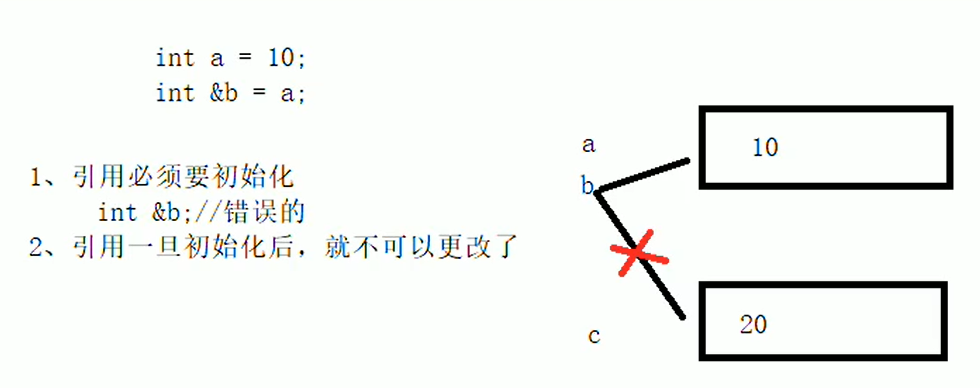 int a = 10;
int &b = a;
1、引用必须要初始化
int &b;//错误的
2、引用一旦初始化后，就不可以更改了
a
10
b
c
20